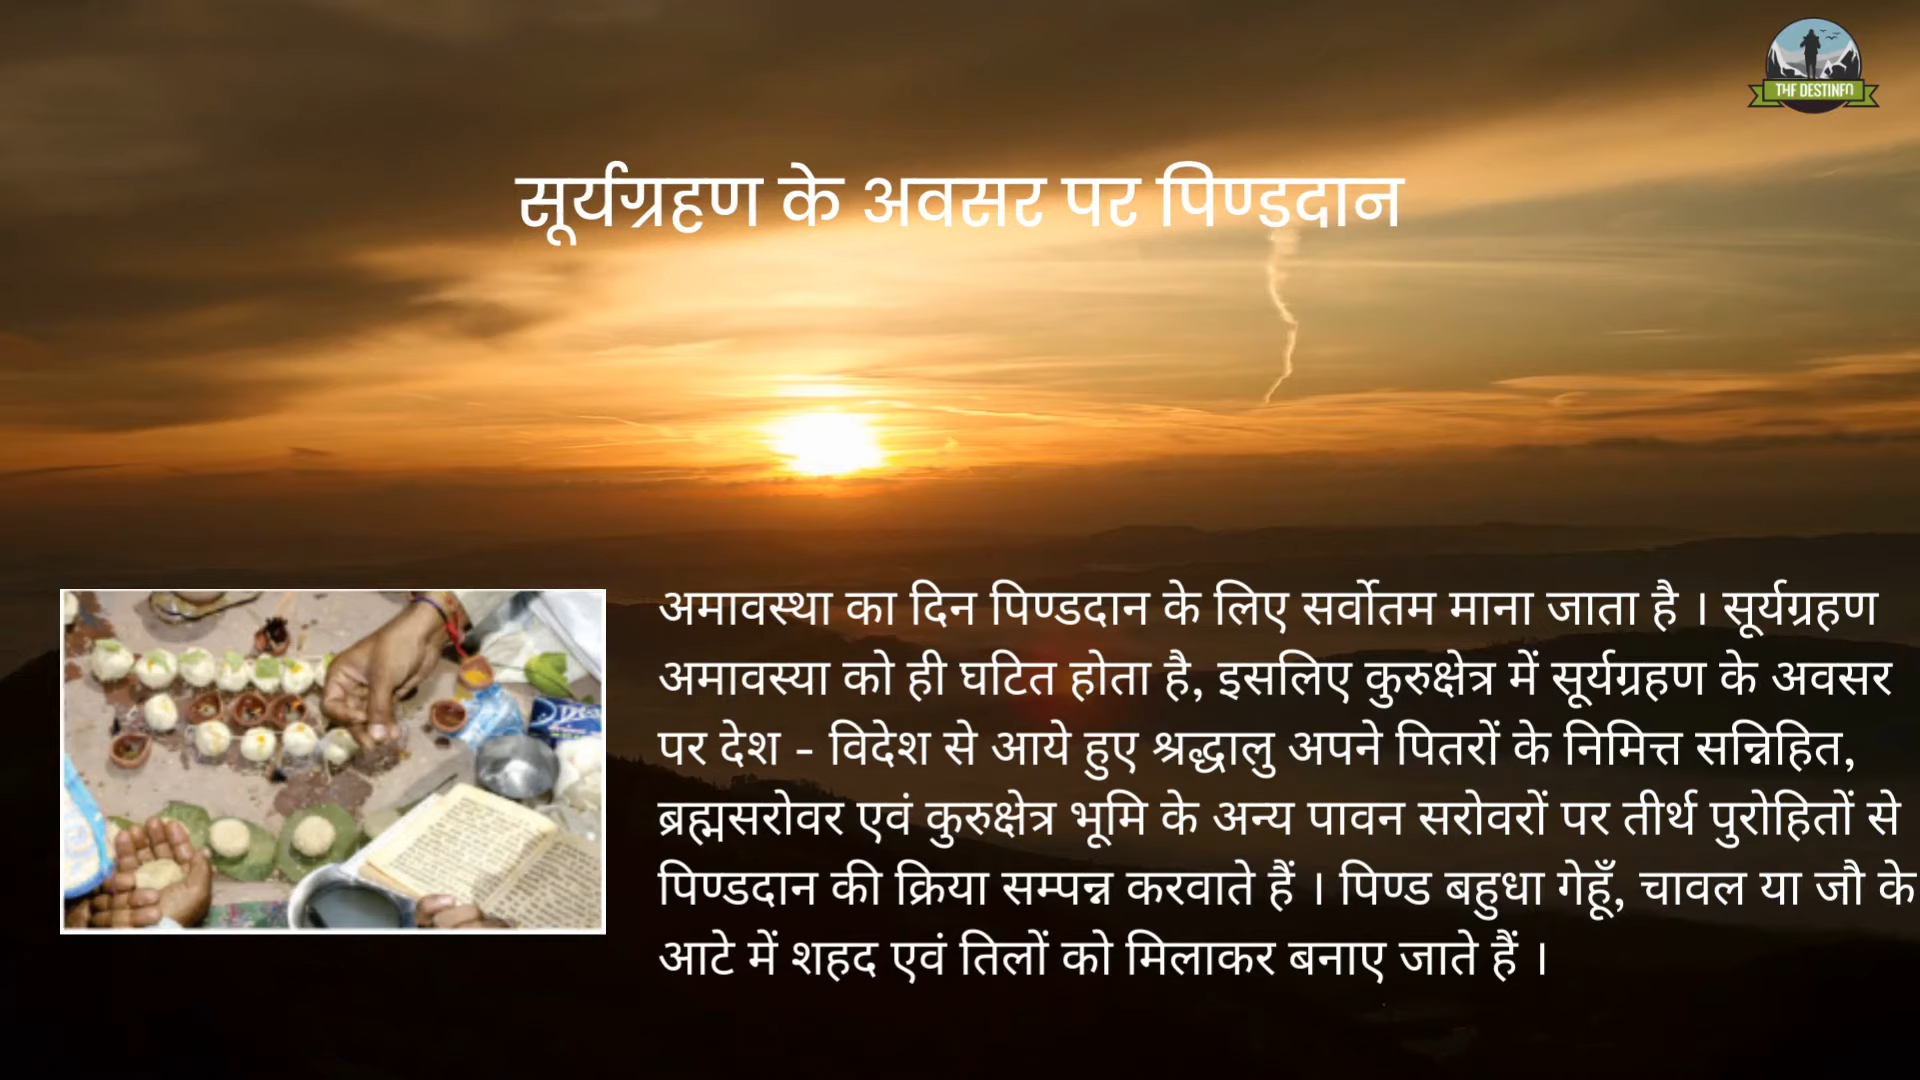 THE DESTINFO
सूर्यग्रहण के अवसर पर पिण्डदान
अमावस्था का दिन पिण्डदान के लिए सर्वोतम माना जाता है । सूर्यग्रहण
अमावस्या को ही घटित होता है, इसलिए कुरुक्षेत्र में सूर्यग्रहण के अवसर
पर देश - विदेश से आये हुए श्रद्धालु अपने पितरों के निमित्त सन्निहित,
ब्रह्मसरोवर एवं कुरुक्षेत्र भूमि के अन्य पावन सरोवरों पर तीर्थ पुरोहितों से
पिण्डदान की क्रिया सम्पन्न करवाते हैं । पिण्ड बहुधा गेहूँ, चावल या जौ के
आटे में शहद एवं तिलों को मिलाकर बनाए जाते हैं ।